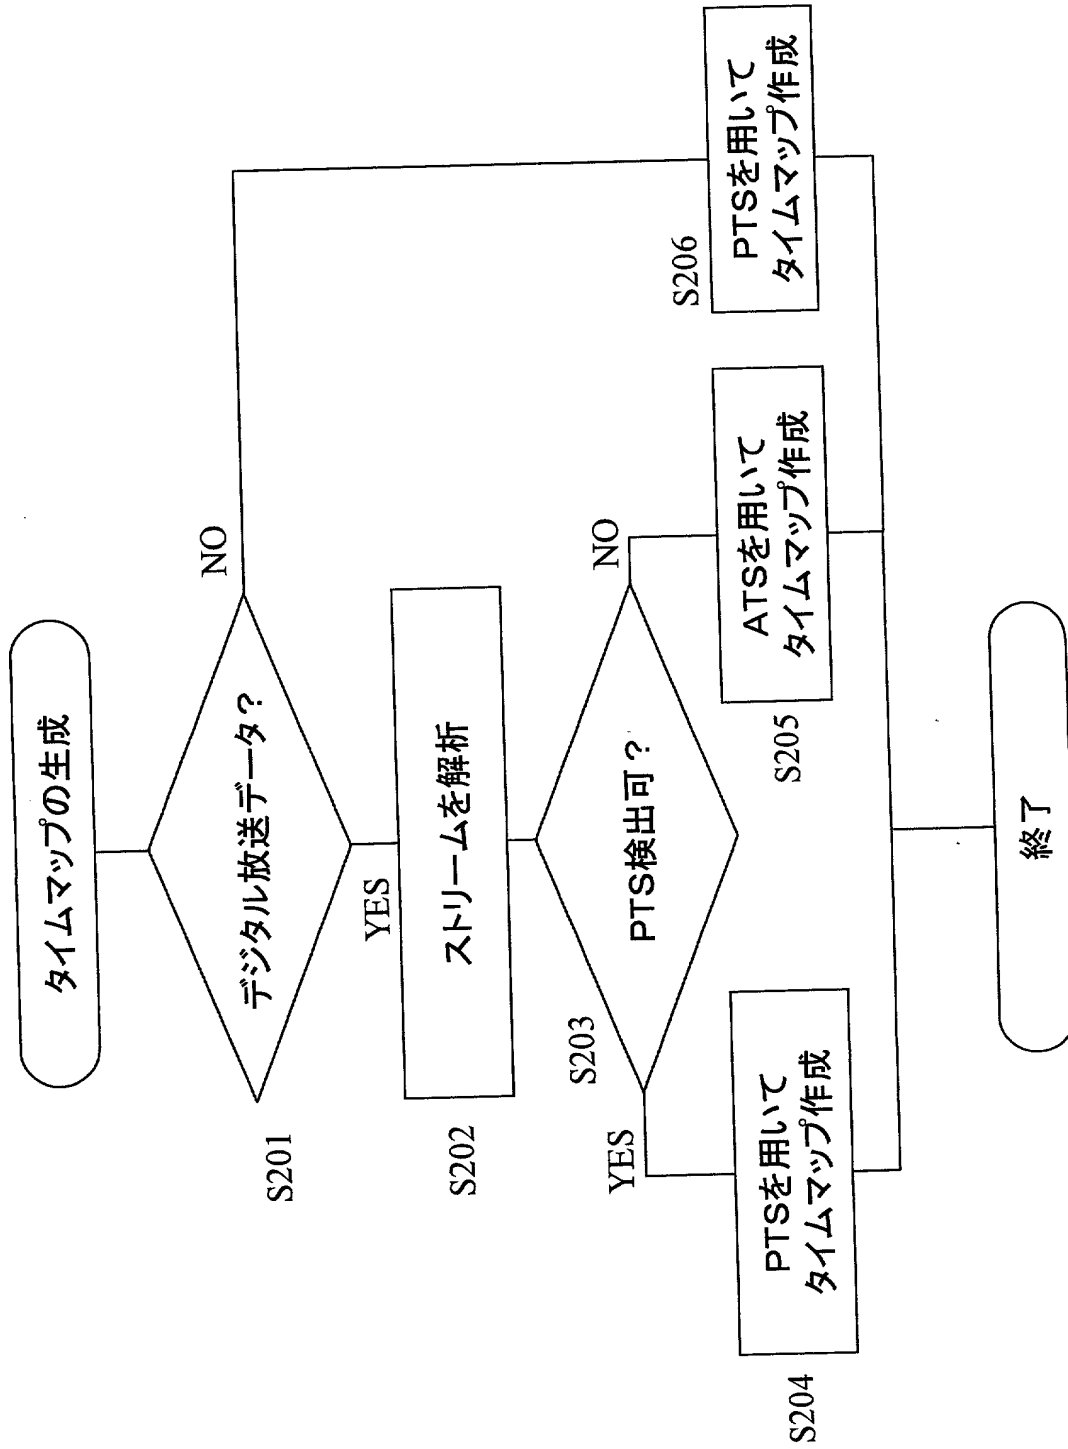 タイムマップの生成
デジタル放送データ?
S201
NO
YES
ストリームを解析
S202
S203
PTS検出可?
YES
NO
PTSを用いて
タイムマップ作成
S204
ATSを用いて
タイムマップ作成
S205
PTSを用いて
タイムマップ作成
S206
終了